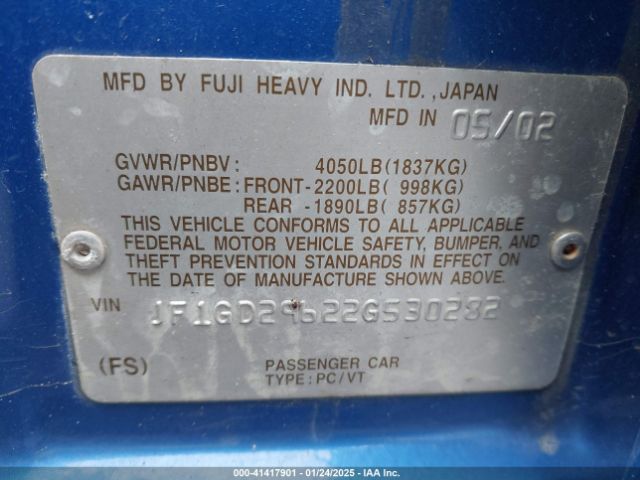 MFD BY FUJI HEAVY IND. LTD., JAPAN
MFD IN 05/02
GVWR/PNBV: 4050LB(1837KG)
GAWR/PNBE: FRONT-2200LB( 998KG)
REAR -1890LB( 857KG)
THIS VEHICLE CONFORMS TO ALL APPLICABLE
FEDERAL MOTOR VEHICLE SAFETY, BUMPER, AND
THEFT PREVENTION STANDARDS IN EFFECT ON
THE DATE OF MANUFACTURE SHOWN ABOVE.
VIN JF1GD29622G530282
(FS) PASSENGER CAR
TYPE: PC/VT
000-41417901 - 01/24/2025 - IAA Inc.